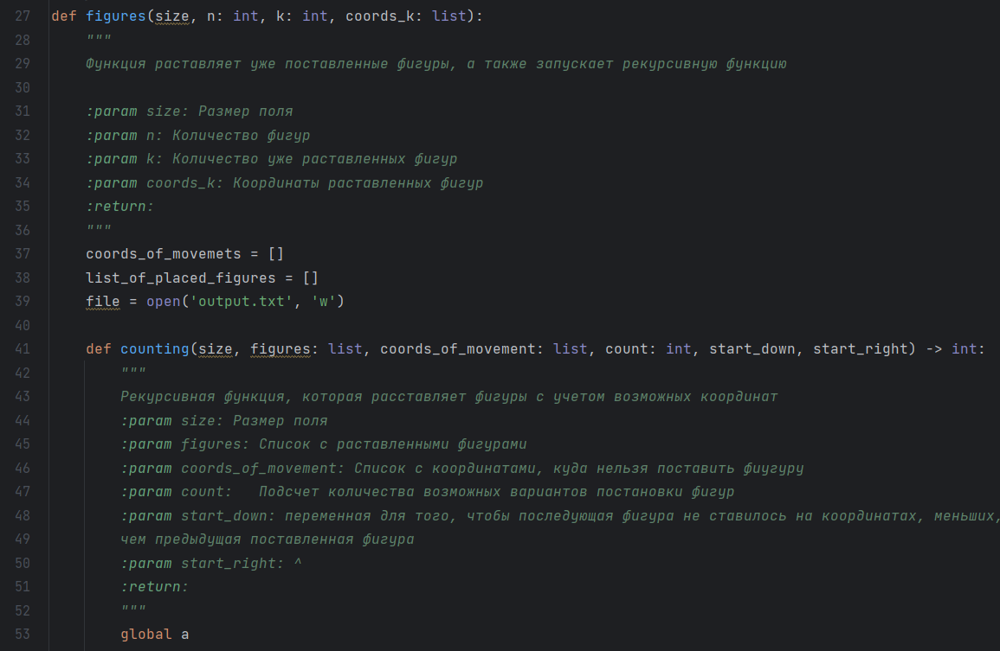 27 def figures(size, n: int, k: int, coords_k: list):
28 """
29 Функция раставляет уже поставленные фигуры, а также запускает рекурсивную функцию
30
31 :param size: Размер поля
32 :param n: Количество фигур
33 :param k: Количество уже раставленных фигур
34 :param coords_k: Координаты раставленных фигур
35 :return:
36 """
37 coords_of_movemets = []
38 list_of_placed_figures = []
39 file = open('output.txt', 'w')
40
41 def counting(size, figures: list, coords_of_movement: list, count: int, start_down, start_right) -> int:
42 """
43 Рекурсивная функция, которая расставляет фигуры с учетом возможных координат
44 :param size: Размер поля
45 :param figures: Список с раставленными фигурами
46 :param coords_of_movement: Список с координатами, куда нельзя поставить фиугуру
47 :param count:   Подсчет количества возможных вариантов постановки фигур
48 :param start_down: переменная для того, чтобы последующая фигура не ставилось на координатах, меньших,
49 чем предыдущая поставленная фигура
50 :param start_right: ^
51 :return:
52 """
53 global a